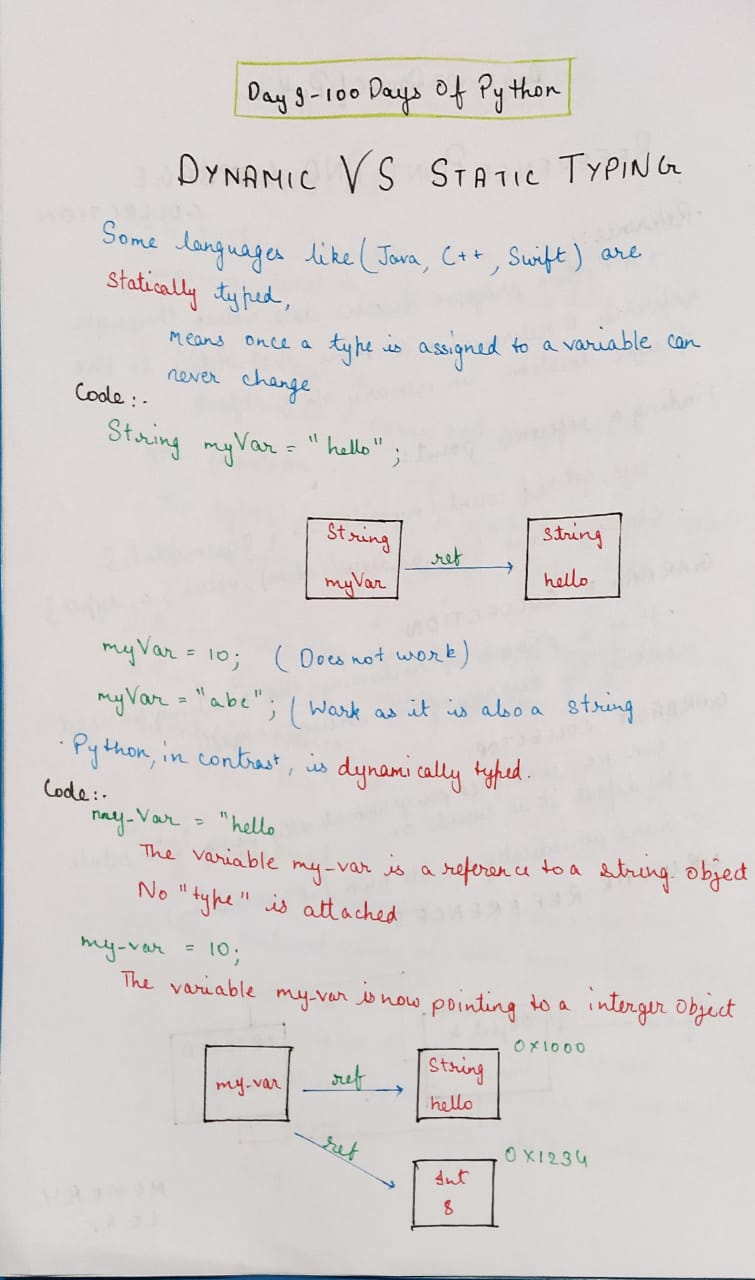 Day 9-100 Days Of Python
DYNAMIC VS STATIC TYPING
Some languages like (Java, C++, Swift) are
Statically typed,
means once a type is assigned to a variable can
never change
Code :-
String myVar = "hello";
String
myVar
ref
String
hello
myVar = 10; (Does not work)
myVar = "abc"; (Work as it is also a string
· Python, in contrast, is dynamically typed.
Code:-
my-Var = "hello
The variable my-var is a reference to a string object
No "type" is attached
my-var = 10;
The variable my-var is now pointing to a interger object
my-var
ref
String
hello
0X1000
ref
Int
8
0X1234